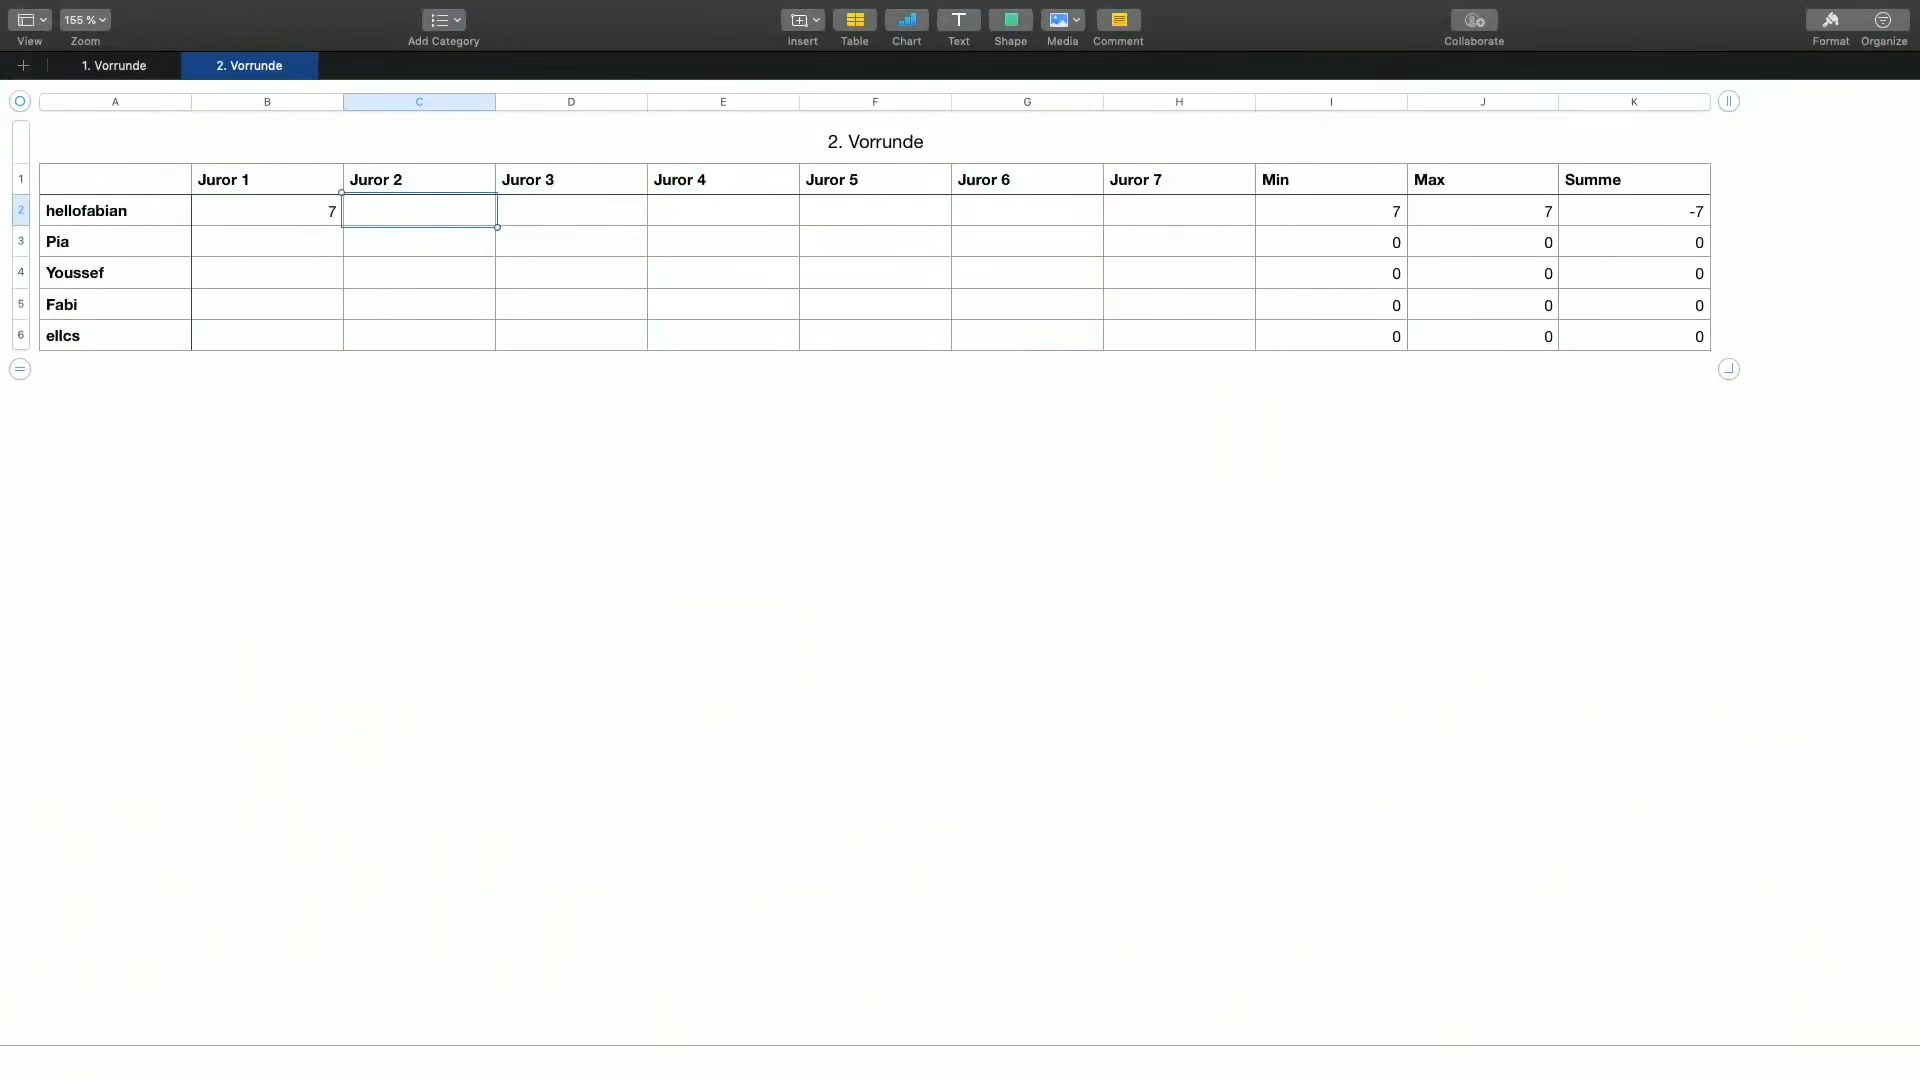 155 %
View Zoom Add Category Insert Table Chart Text Shape Media Comment Collaborate Format Organize
1. Vorrunde 2. Vorrunde
A B C D E F G H I J K
2. Vorrunde
1 Juror 1 Juror 2 Juror 3 Juror 4 Juror 5 Juror 6 Juror 7 Min Max Summe
2 hellofabian 7 7 7 -7
3 Pia 0 0 0
4 Youssef 0 0 0
5 Fabi 0 0 0
6 ellcs 0 0 0